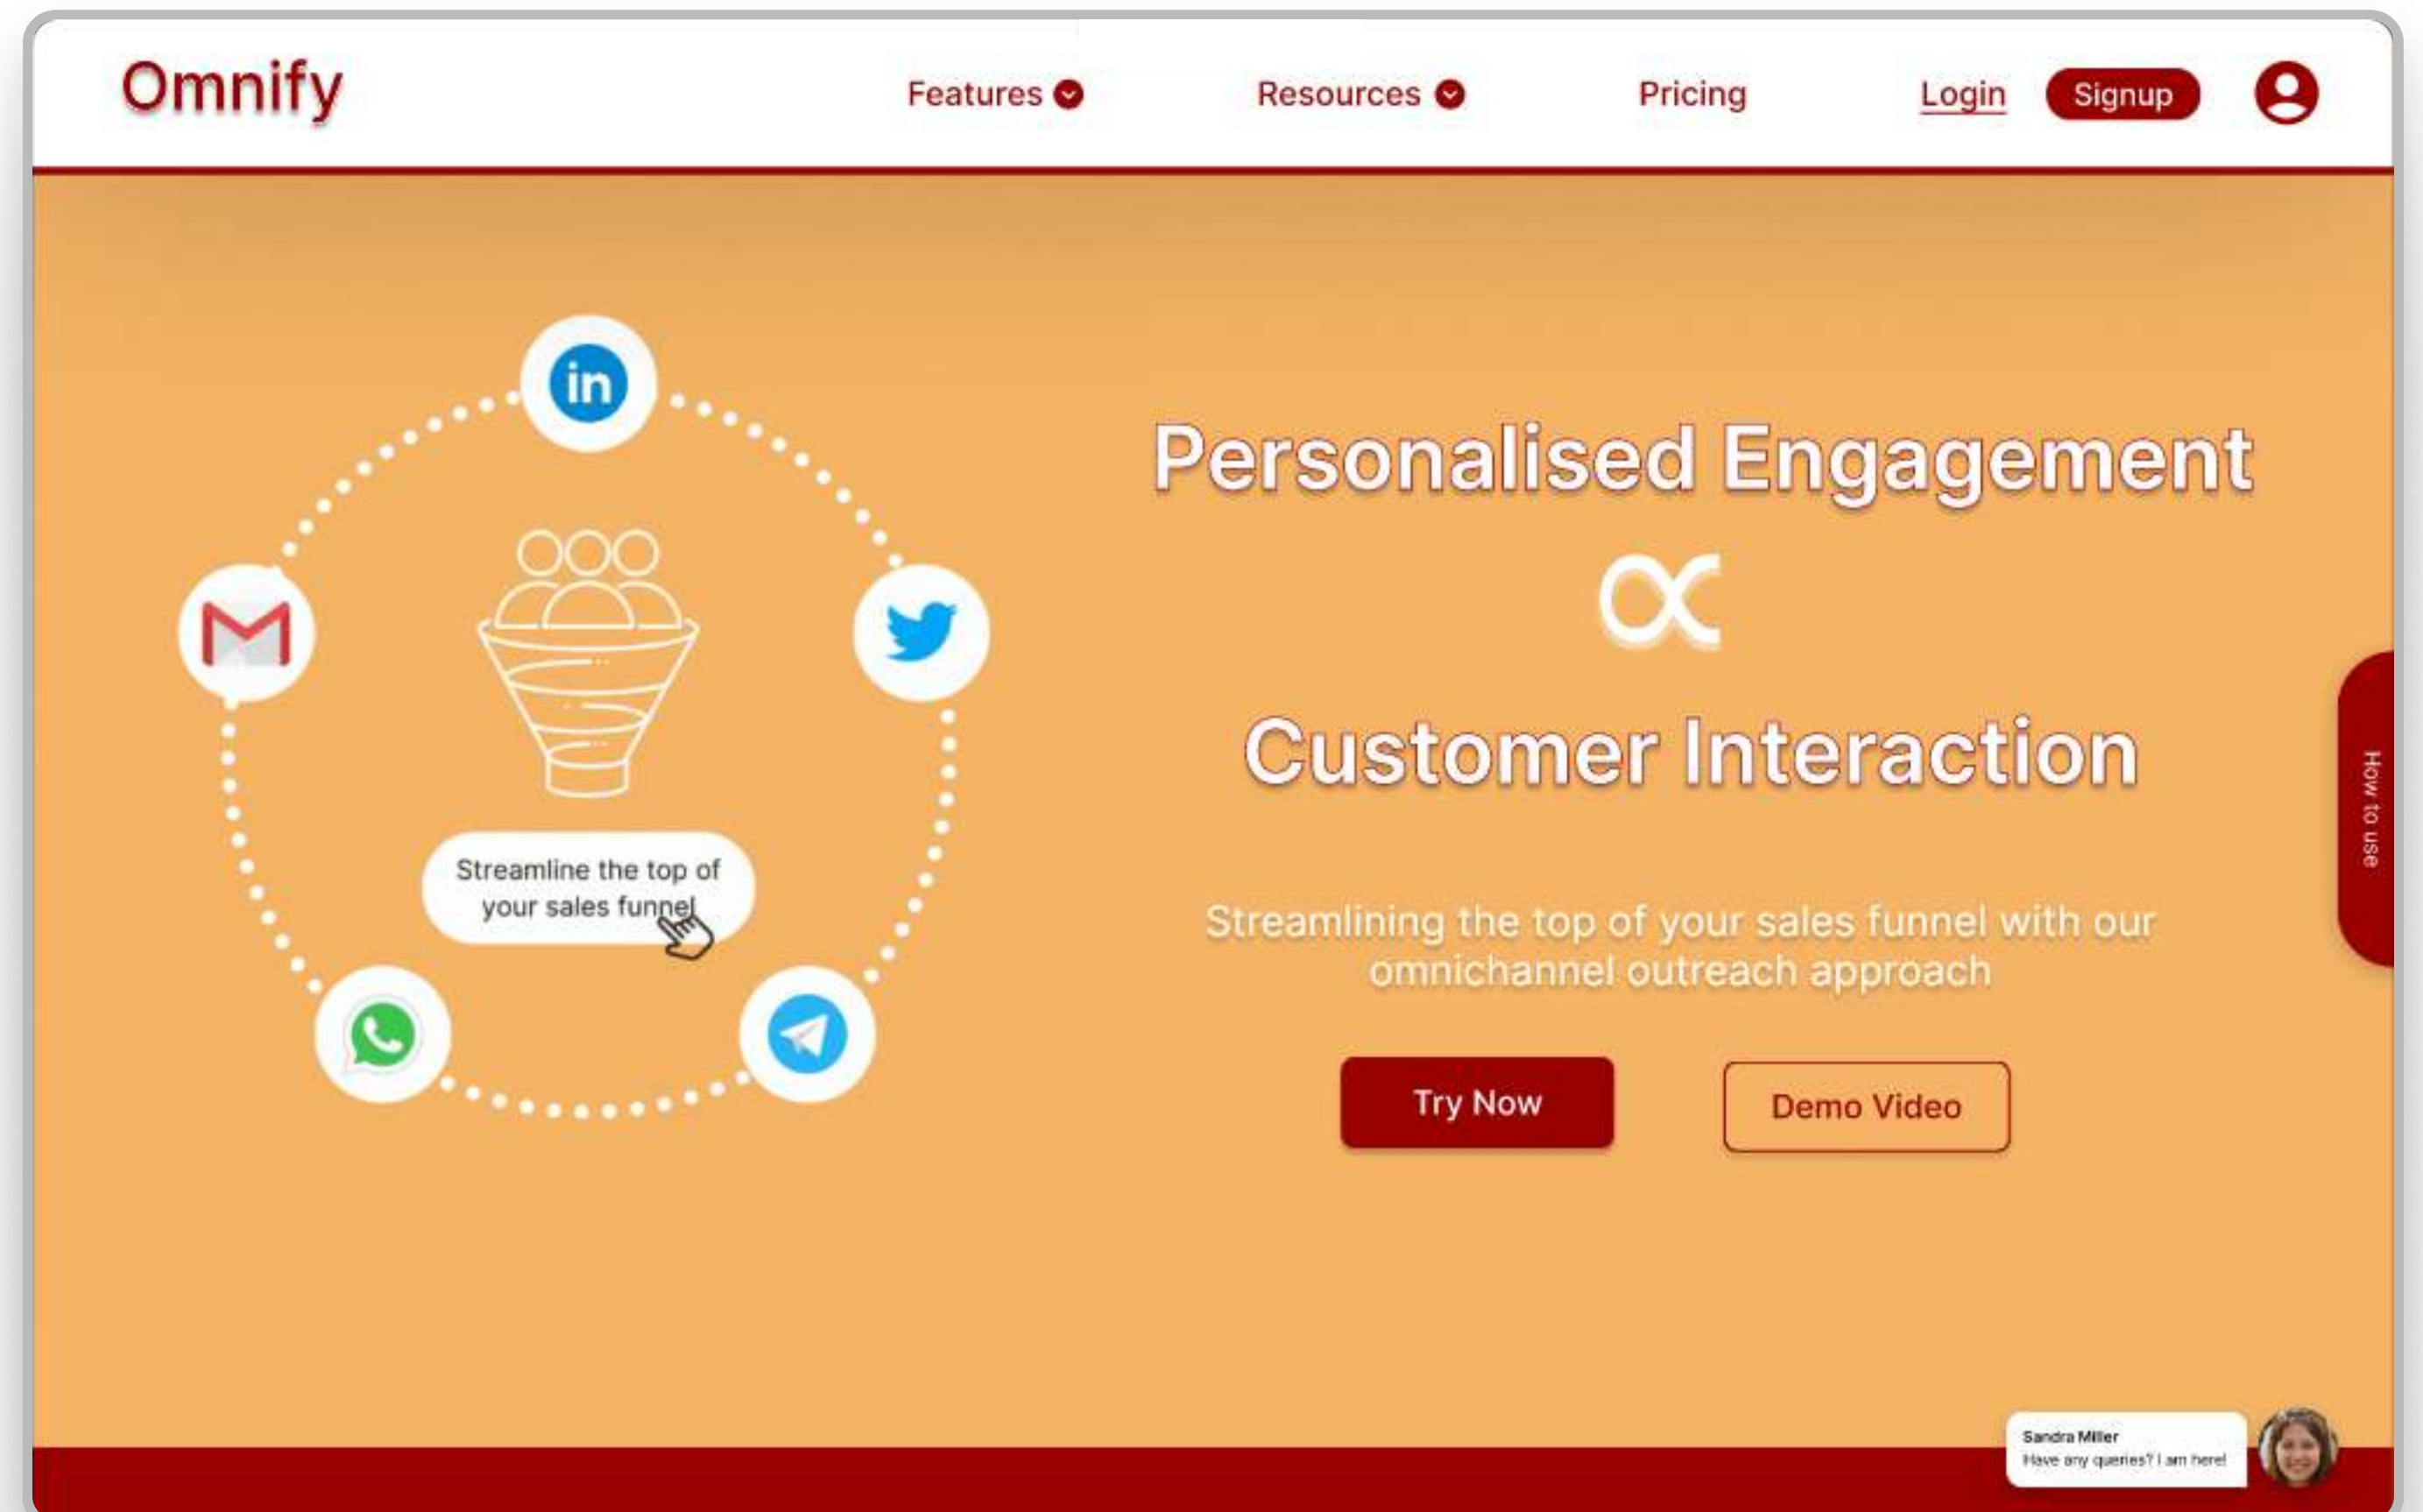 Omnify
Features
Resources
Pricing
Login
Signup
in
Personalised Engagement
∝
Customer Interaction
Streamline the top of
your sales funnel
Streamlining the top of your sales funnel with our
omnichannel outreach approach
Try Now
Demo Video
How to use
Sandra Miller
Have any queries? I am here!